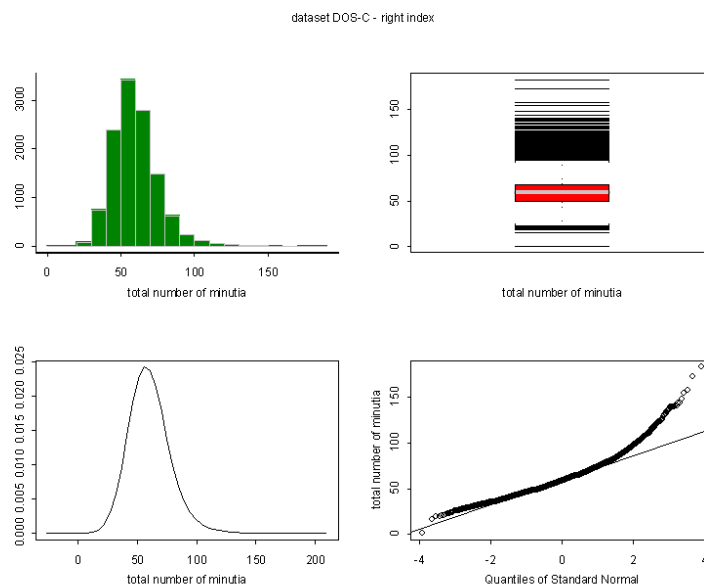 dataset DOS-C - right index
3000
1000
0
0 50 100 150
total number of minutia
150
100
50
0
total number of minutia
0.025
0.020
0.015
0.010
0.005
0.000
0 50 100 150 200
total number of minutia
total number of minutia
150
100
50
0
-4 -2 0 2 4
Quantiles of Standard Normal